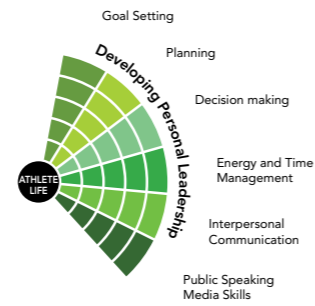 Goal Setting
Planning
Developing Personal Leadership
Decision making
ATHLETE
LIFE
Energy and Time
Management
Interpersonal
Communication
Public Speaking
Media Skills